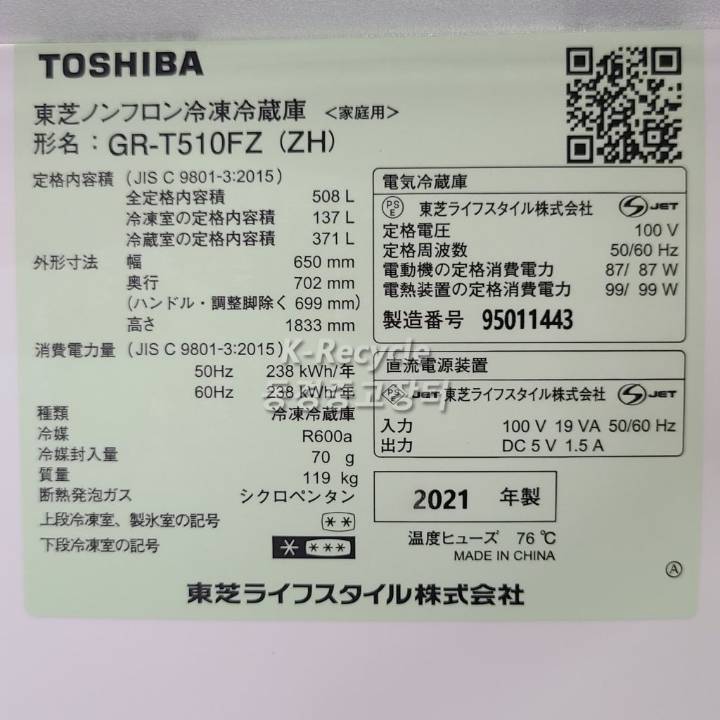 TOSHIBA
東芝ノンフロン冷凍冷蔵庫 <家庭用>
形名：GR-T510FZ (ZH)
定格内容積 (JIS C 9801-3:2015)
全定格内容積 508 L
冷凍室の定格内容積 137 L
冷蔵室の定格内容積 371 L
外形寸法 幅 650 mm
奥行 702 mm
(ハンドル・調整脚除く 699 mm)
高さ 1833 mm
消費電力量 (JIS C 9801-3:2015)
50Hz 238 kWh/年
60Hz 238 kWh/年
種類 冷凍冷蔵庫
冷媒 R600a
冷媒封入量 70 g
質量 119 kg
断熱発泡ガス シクロペンタン
上段冷凍室、製氷室の記号 **
下段冷凍室の記号 * ***
電気冷蔵庫
PSE 東芝ライフスタイル株式会社 JET
定格電圧 100 V
定格周波数 50/60 Hz
電動機の定格消費電力 87/ 87 W
電熱装置の定格消費電力 99/ 99 W
製造番号 95011443
直流電源装置
PSE JET 東芝ライフスタイル株式会社 JET
入力 100 V 19 VA 50/60 Hz
出力 DC 5 V 1.5 A
2021 年製
温度ヒューズ 76 ℃
MADE IN CHINA
Ⓐ
東芝ライフスタイル株式会社
K-Recycle